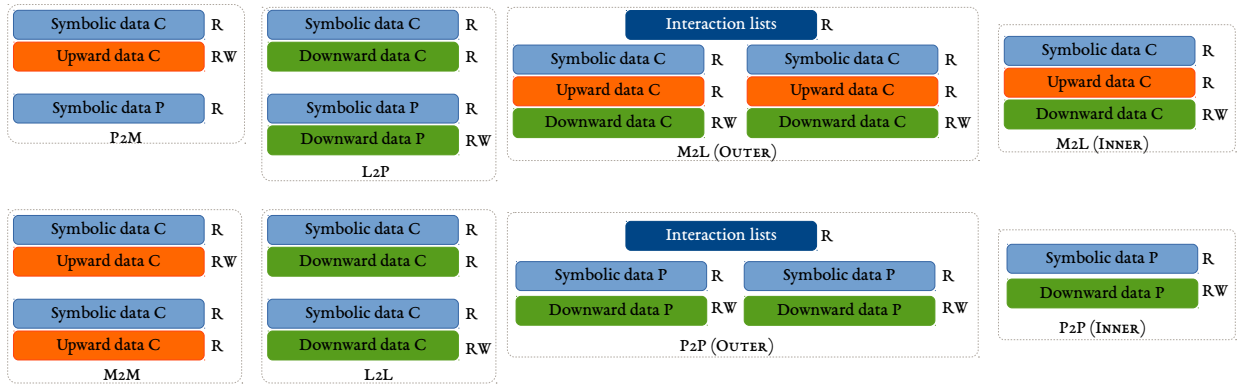 Symbolic data C R
Upward data C RW
Symbolic data P R
P2M
Symbolic data C R
Downward data C R
Symbolic data P R
Downward data P RW
L2P
Interaction lists R
Symbolic data C R Symbolic data C R
Upward data C R Upward data C R
Downward data C RW Downward data C RW
M2L (Outer)
Symbolic data C R
Upward data C R
Downward data C RW
M2L (Inner)
Symbolic data C R
Upward data C RW
Symbolic data C R
Upward data C R
M2M
Symbolic data C R
Downward data C R
Symbolic data C R
Downward data C RW
L2L
Interaction lists R
Symbolic data P R Symbolic data P R
Downward data P RW Downward data P RW
P2P (Outer)
Symbolic data P R
Downward data P RW
P2P (Inner)